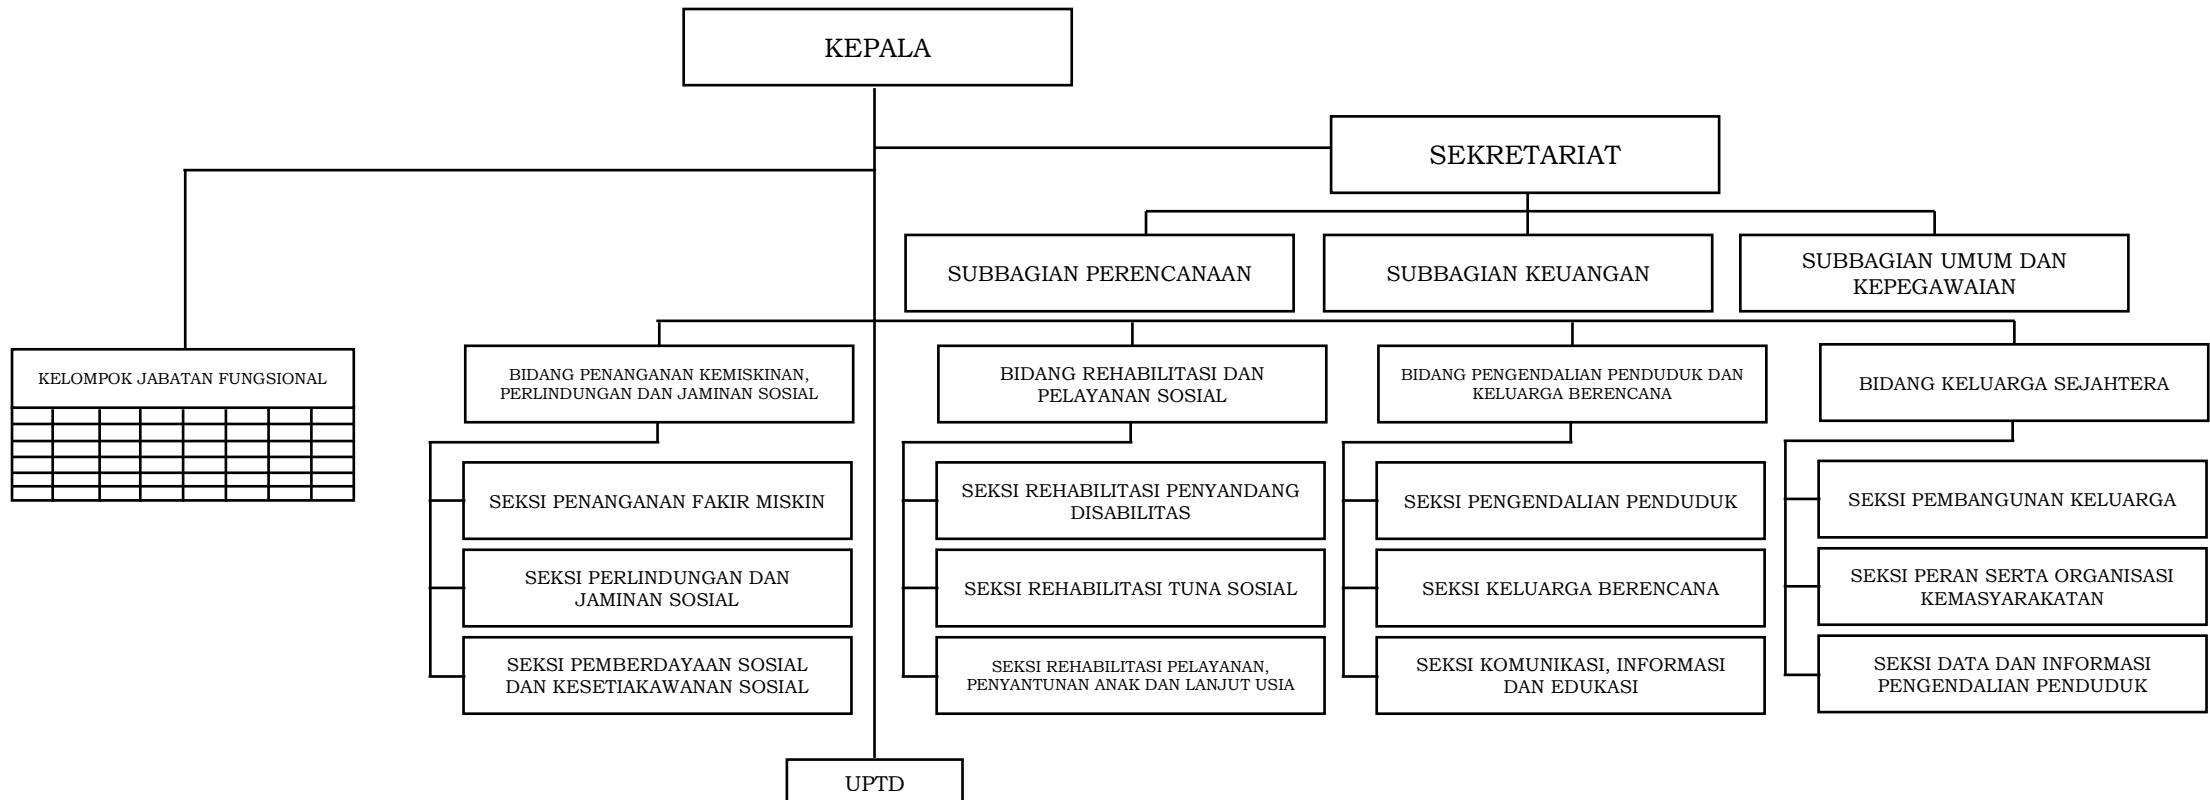 KEPALA
SEKRETARIAT
SUBBAGIAN PERENCANAAN
SUBBAGIAN KEUANGAN
SUBBAGIAN UMUM DAN
KEPEGAWAIAN
KELOMPOK JABATAN FUNGSIONAL
BIDANG PENANGANAN KEMISKINAN,
PERLINDUNGAN DAN JAMINAN SOSIAL
SEKSI PENANGANAN FAKIR MISKIN
SEKSI PERLINDUNGAN DAN
JAMINAN SOSIAL
SEKSI PEMBERDAYAAN SOSIAL
DAN KESETIAKAWANAN SOSIAL
BIDANG REHABILITASI DAN
PELAYANAN SOSIAL
SEKSI REHABILITASI PENYANDANG
DISABILITAS
SEKSI REHABILITASI TUNA SOSIAL
SEKSI REHABILITASI PELAYANAN,
PENYANTUNAN ANAK DAN LANJUT USIA
BIDANG PENGENDALIAN PENDUDUK DAN
KELUARGA BERENCANA
SEKSI PENGENDALIAN PENDUDUK
SEKSI KELUARGA BERENCANA
SEKSI KOMUNIKASI, INFORMASI
DAN EDUKASI
BIDANG KELUARGA SEJAHTERA
SEKSI PEMBANGUNAN KELUARGA
SEKSI PERAN SERTA ORGANISASI
KEMASYARAKATAN
SEKSI DATA DAN INFORMASI
PENGENDALIAN PENDUDUK
UPTD